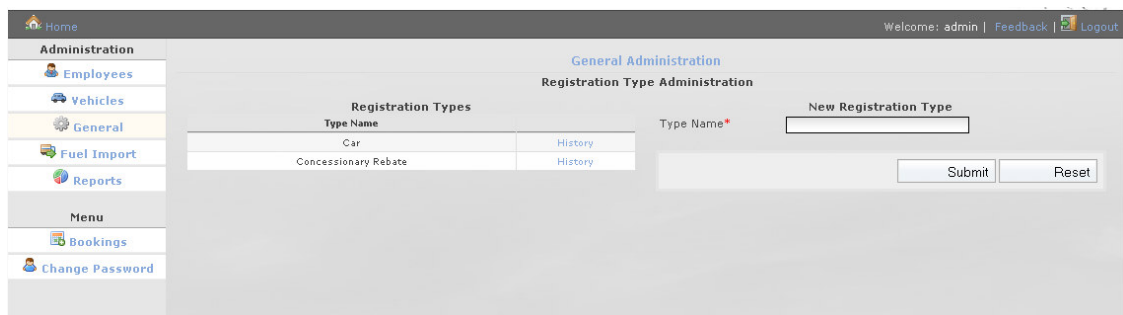 Home
Welcome: admin | Feedback | Logout
Administration
Employees
Vehicles
General
Fuel Import
Reports
Menu
Bookings
Change Password
General Administration
Registration Type Administration
Registration Types
Type Name
Car History
Concessionary Rebate History
New Registration Type
Type Name*
Submit Reset